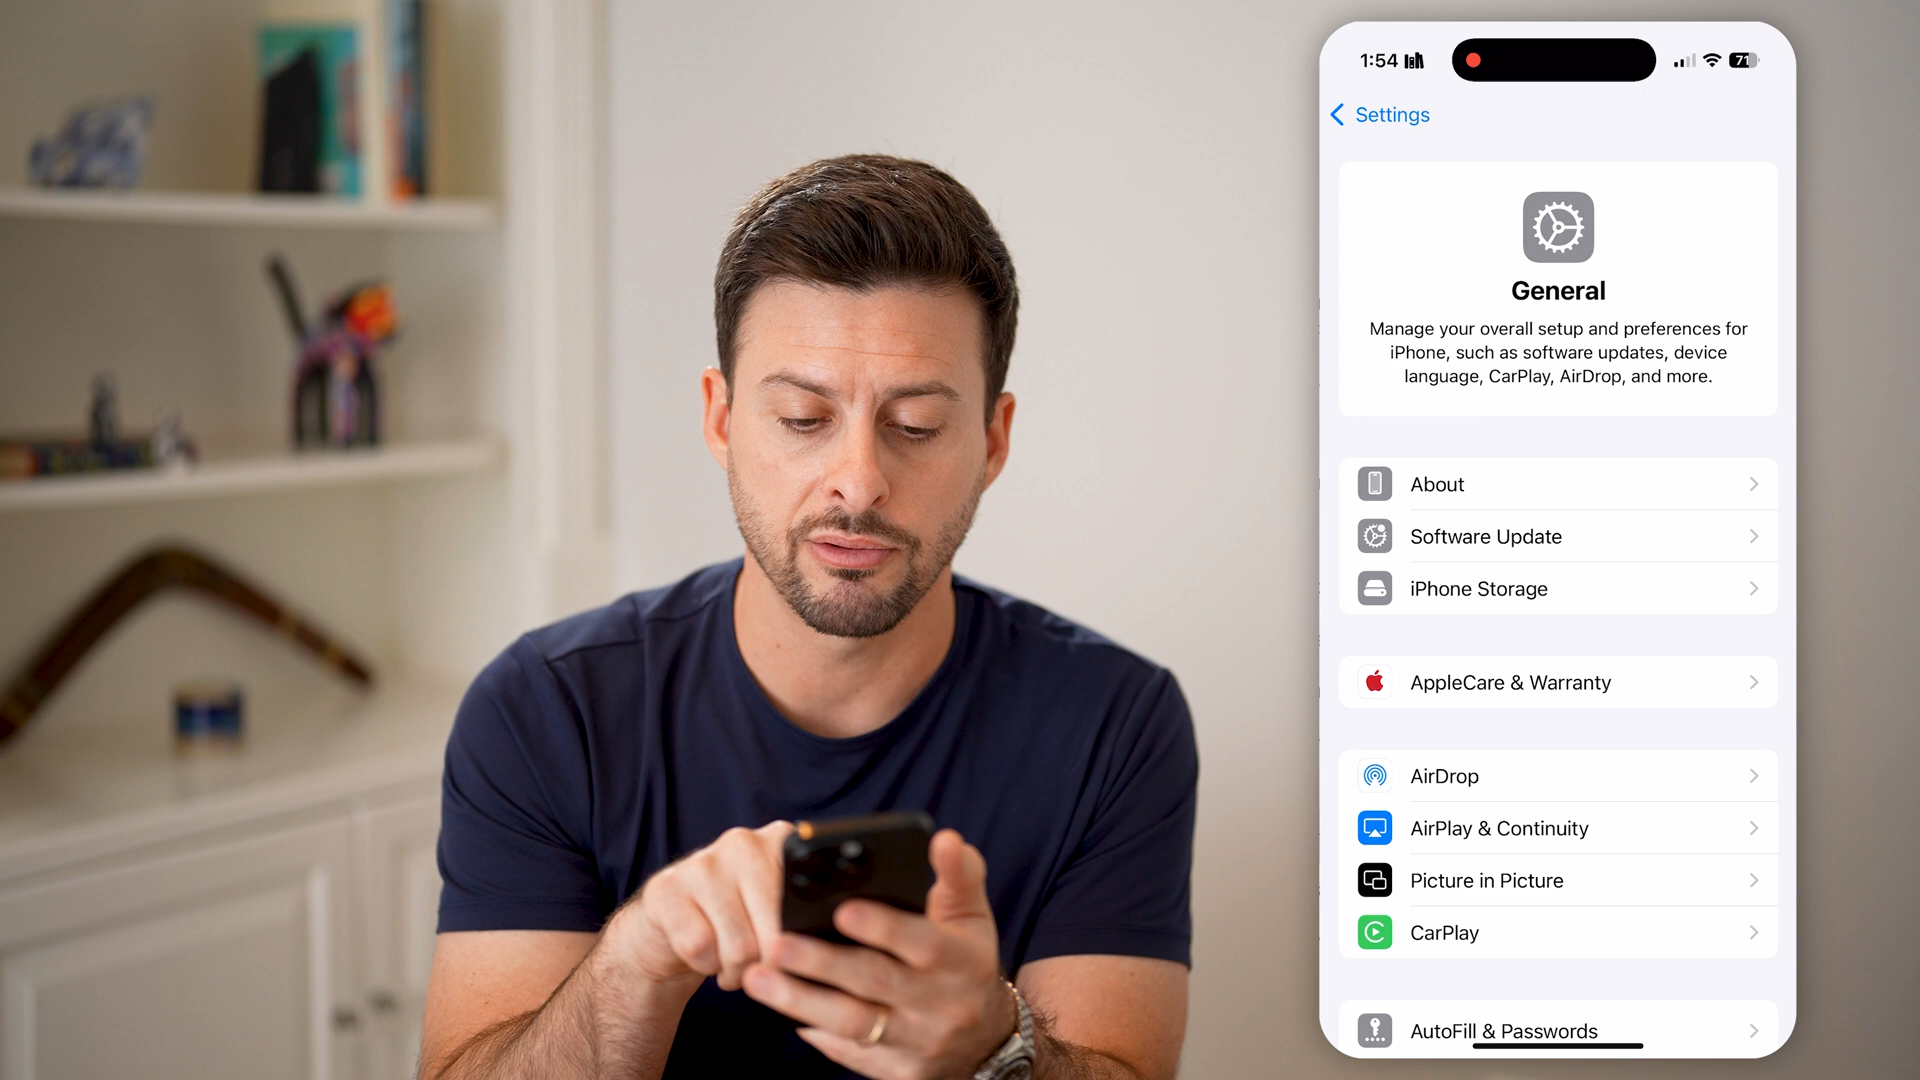 1:54
71
Settings
General
Manage your overall setup and preferences for
iPhone, such as software updates, device
language, CarPlay, AirDrop, and more.
About
Software Update
iPhone Storage
AppleCare & Warranty
AirDrop
AirPlay & Continuity
Picture in Picture
CarPlay
AutoFill & Passwords